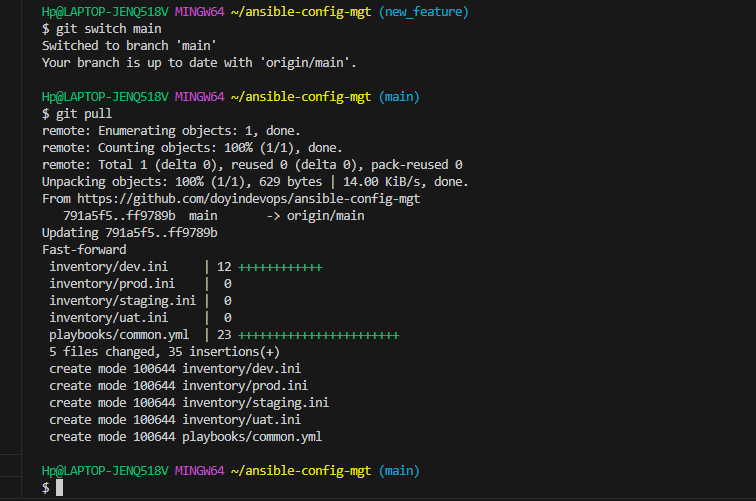 Hp@LAPTOP-JENQ518V MINGW64 ~/ansible-config-mgt (new_feature)
$ git switch main
Switched to branch 'main'
Your branch is up to date with 'origin/main'.
Hp@LAPTOP-JENQ518V MINGW64 ~/ansible-config-mgt (main)
$ git pull
remote: Enumerating objects: 1, done.
remote: Counting objects: 100% (1/1), done.
remote: Total 1 (delta 0), reused 0 (delta 0), pack-reused 0
Unpacking objects: 100% (1/1), 629 bytes | 14.00 KiB/s, done.
From https://github.com/doyindevops/ansible-config-mgt
   791a5f5..ff9789b  main       -> origin/main
Updating 791a5f5..ff9789b
Fast-forward
 inventory/dev.ini     | 12 ++++++++++++
 inventory/prod.ini    |  0
 inventory/staging.ini |  0
 inventory/uat.ini     |  0
 playbooks/common.yml  | 23 +++++++++++++++++++++++
 5 files changed, 35 insertions(+)
 create mode 100644 inventory/dev.ini
 create mode 100644 inventory/prod.ini
 create mode 100644 inventory/staging.ini
 create mode 100644 inventory/uat.ini
 create mode 100644 playbooks/common.yml
Hp@LAPTOP-JENQ518V MINGW64 ~/ansible-config-mgt (main)
$